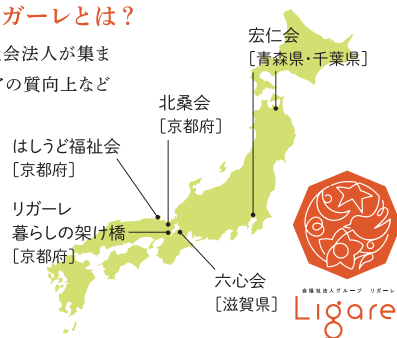 ガーレとは？
会法人が集ま
の質向上など
宏仁会
［青森県・千葉県］
北桑会
［京都府］
はしうど福祉会
［京都府］
リガーレ
暮らしの架け橋
［京都府］
六心会
［滋賀県］
会福祉法人グループ リガーレ
Ligare